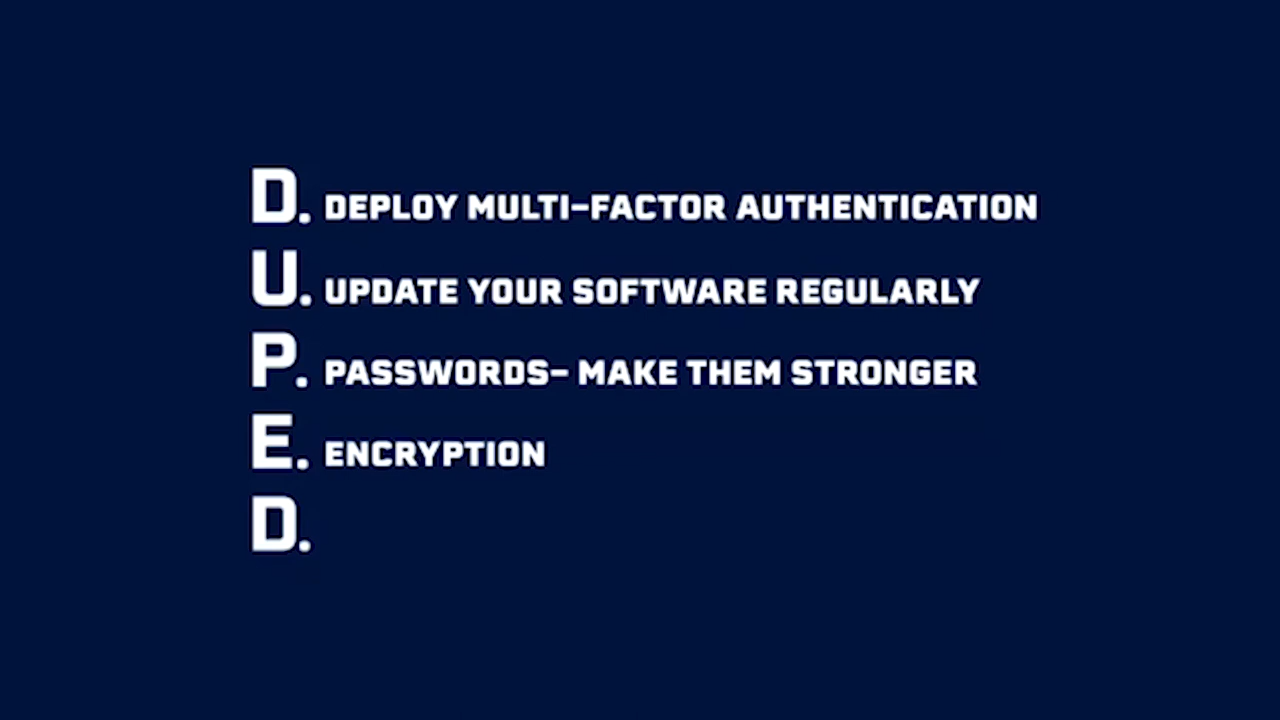 D. DEPLOY MULTI-FACTOR AUTHENTICATION
U. UPDATE YOUR SOFTWARE REGULARLY
P. PASSWORDS- MAKE THEM STRONGER
E. ENCRYPTION
D.